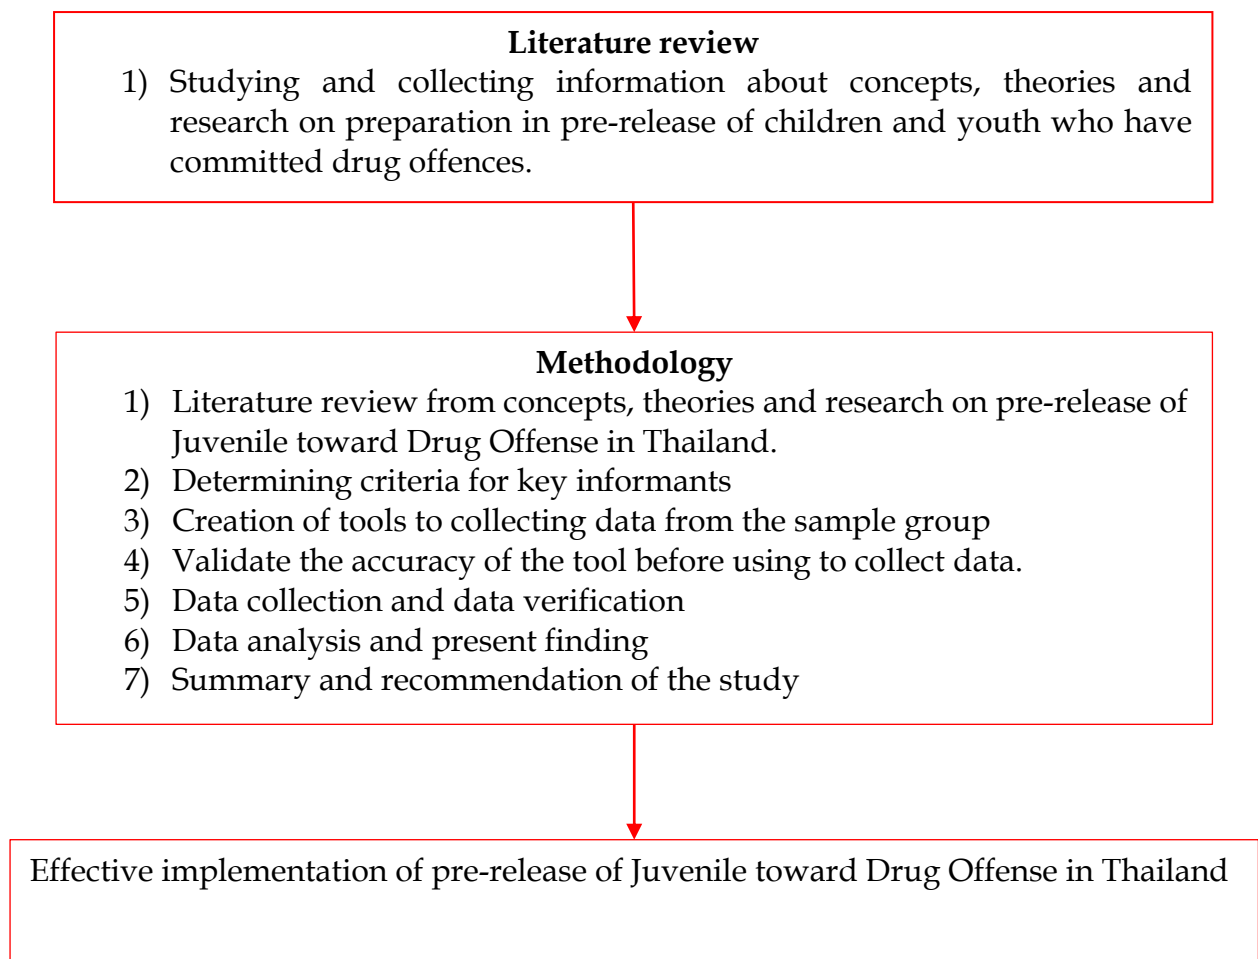 Literature review
1) Studying and collecting information about concepts, theories and
research on preparation in pre-release of children and youth who have
committed drug offences.
Methodology
1) Literature review from concepts, theories and research on pre-release of
Juvenile toward Drug Offense in Thailand.
2) Determining criteria for key informants
3) Creation of tools to collecting data from the sample group
4) Validate the accuracy of the tool before using to collect data.
5) Data collection and data verification
6) Data analysis and present finding
7) Summary and recommendation of the study
Effective implementation of pre-release of Juvenile toward Drug Offense in Thailand